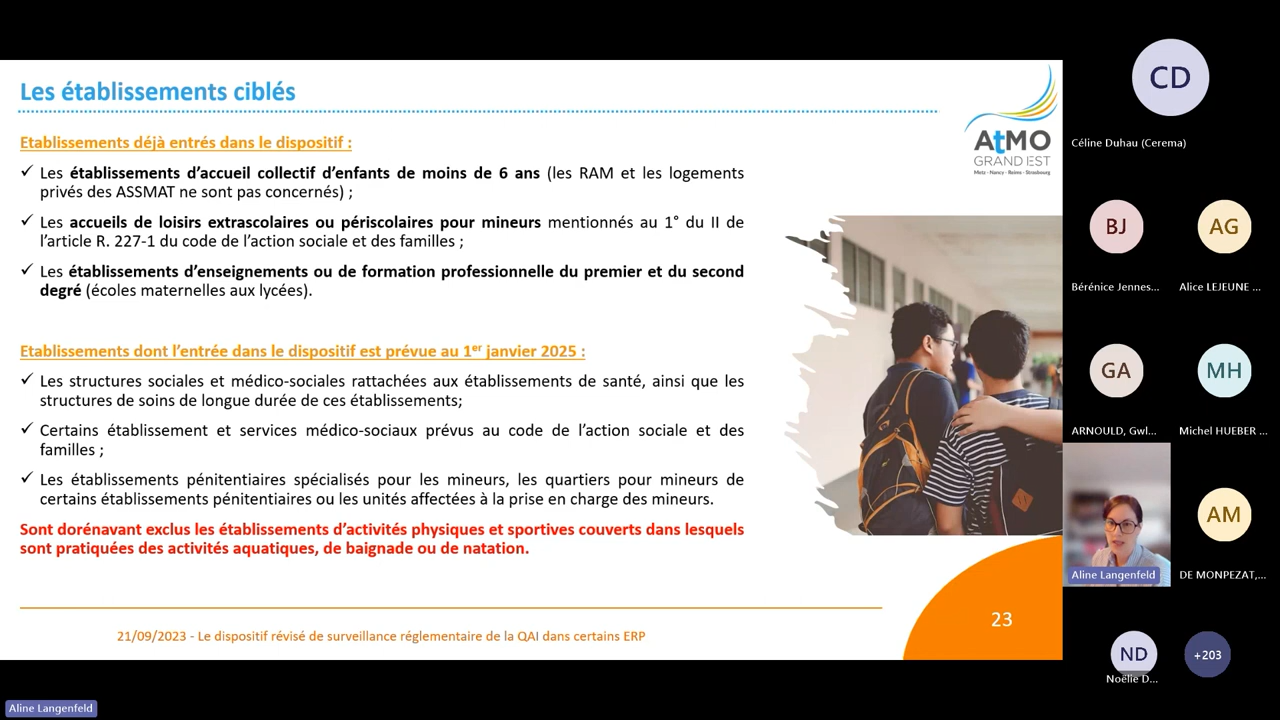 Les établissements ciblés
AtMO
GRAND EST
Metz - Nancy - Reims - Strasbourg
Etablissements déjà entrés dans le dispositif :
✓ Les établissements d’accueil collectif d’enfants de moins de 6 ans (les RAM et les logements
privés des ASSMAT ne sont pas concernés) ;
✓ Les accueils de loisirs extrascolaires ou périscolaires pour mineurs mentionnés au 1° du II de
l’article R. 227-1 du code de l’action sociale et des familles ;
✓ Les établissements d’enseignements ou de formation professionnelle du premier et du second
degré (écoles maternelles aux lycées).
Etablissements dont l’entrée dans le dispositif est prévue au 1er janvier 2025 :
✓ Les structures sociales et médico-sociales rattachées aux établissements de santé, ainsi que les
structures de soins de longue durée de ces établissements;
✓ Certains établissement et services médico-sociaux prévus au code de l’action sociale et des
familles ;
✓ Les établissements pénitentiaires spécialisés pour les mineurs, les quartiers pour mineurs de
certains établissements pénitentiaires ou les unités affectées à la prise en charge des mineurs.
Sont dorénavant exclus les établissements d’activités physiques et sportives couverts dans lesquels
sont pratiquées des activités aquatiques, de baignade ou de natation.
21/09/2023 - Le dispositif révisé de surveillance réglementaire de la QAI dans certains ERP
23
CD
Céline Duhau (Cerema)
BJ
Bérénice Jennes...
AG
Alice LEJEUNE ...
GA
ARNOULD, Gwl...
MH
Michel HUEBER ...
Aline Langenfeld
AM
DE MONPEZAT,...
ND
Noëlie D...
+203
Aline Langenfeld